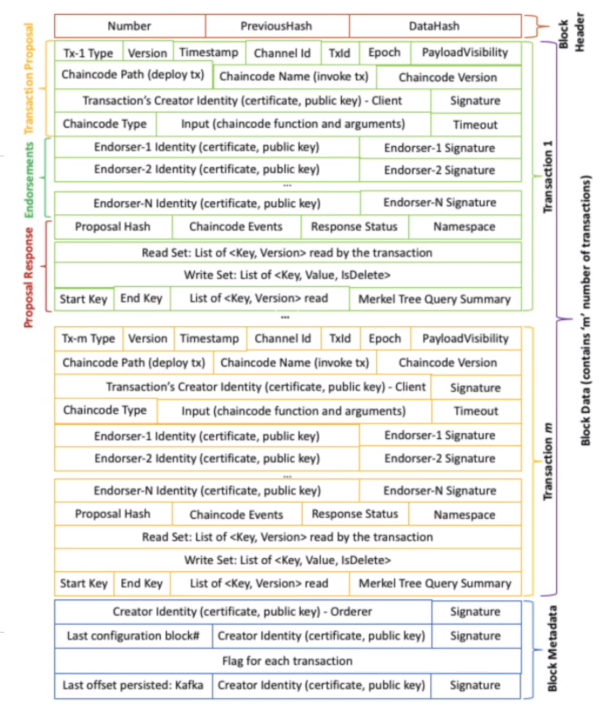 Number PreviousHash DataHash
Block Header
Transaction Proposal
Tx-1 Type Version Timestamp Channel Id TxId Epoch PayloadVisibility
Chaincode Path (deploy tx) Chaincode Name (invoke tx) Chaincode Version
Transaction's Creator Identity (certificate, public key) - Client Signature
Chaincode Type Input (chaincode function and arguments) Timeout
Endorsements
Endorser-1 Identity (certificate, public key) Endorser-1 Signature
Endorser-2 Identity (certificate, public key) Endorser-2 Signature
...
Endorser-N Identity (certificate, public key) Endorser-N Signature
Proposal Response
Proposal Hash Chaincode Events Response Status Namespace
Read Set: List of <Key, Version> read by the transaction
Write Set: List of <Key, Value, IsDelete>
Start Key End Key List of <Key, Version> read Merkel Tree Query Summary
Transaction 1
...
Block Data (contains 'm' number of transactions)
Tx-m Type Version Timestamp Channel Id TxId Epoch PayloadVisibility
Chaincode Path (deploy tx) Chaincode Name (invoke tx) Chaincode Version
Transaction's Creator Identity (certificate, public key) - Client Signature
Chaincode Type Input (chaincode function and arguments) Timeout
Endorser-1 Identity (certificate, public key) Endorser-1 Signature
Endorser-2 Identity (certificate, public key) Endorser-2 Signature
...
Endorser-N Identity (certificate, public key) Endorser-N Signature
Proposal Hash Chaincode Events Response Status Namespace
Read Set: List of <Key, Version> read by the transaction
Write Set: List of <Key, Value, IsDelete>
Start Key End Key List of <Key, Version> read Merkel Tree Query Summary
Transaction m
Creator Identity (certificate, public key) - Orderer Signature
Last configuration block# Creator Identity (certificate, public key) Signature
Flag for each transaction
Last offset persisted: Kafka Creator Identity (certificate, public key) Signature
Block Metadata